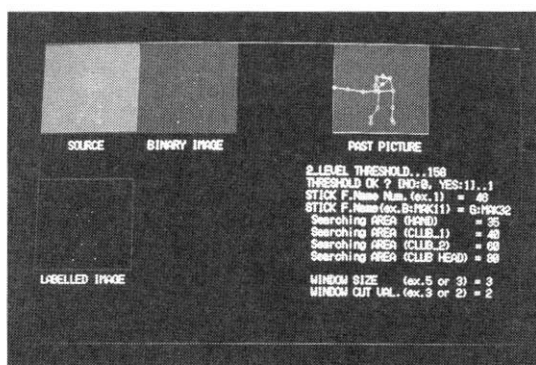 SOURCE
BINARY IMAGE
PAST PICTURE
LABELLED IMAGE
2_LEVEL THRESHOLD...150
THRESHOLD OK ? [NO:0, YES:1]..1
STICK F.Name Num.(ex.1) = 46
STICK F.Name(ex.B:MAK11) = G:MAK32
Searching AREA (HAND) = 35
Searching AREA (CLUB_1) = 40
Searching AREA (CLUB_2) = 60
Searching AREA (CLUB HEAD) = 80
WINDOW SIZE (ex.5 or 3) = 3
WINDOW CUT VAL.(ex.3 or 2) = 2